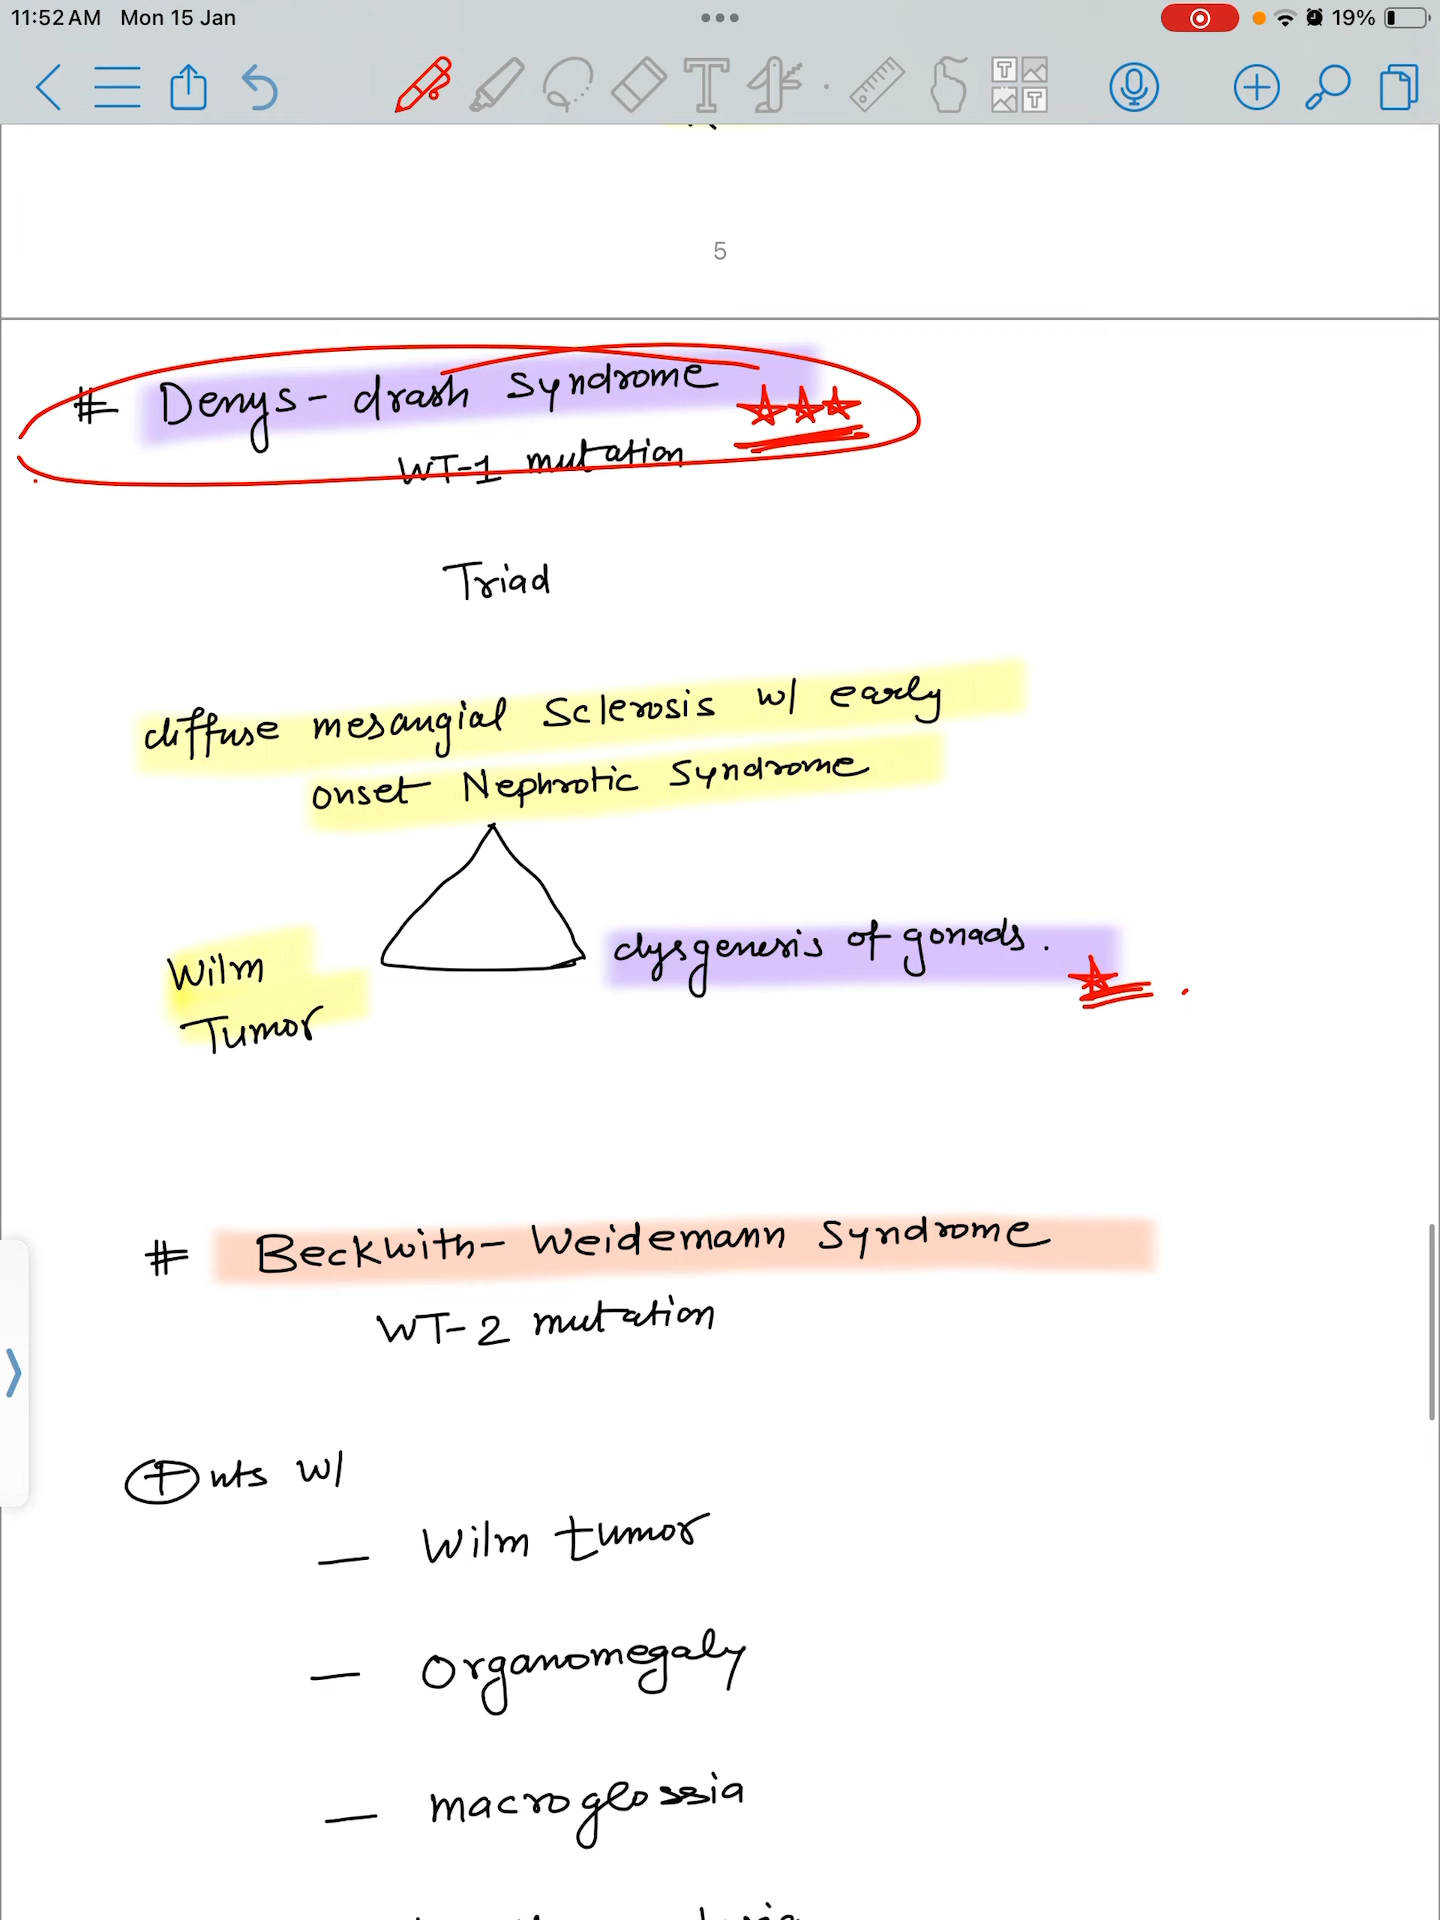 11:52 AM Mon 15 Jan
19%
5
# Denys-drash Syndrome
WT-1 mutation
Triad
diffuse mesangial Sclerosis w/ early
onset Nephrotic Syndrome
Wilm
Tumor
dysgenesis of gonads.
# Beckwith-Weidemann Syndrome
WT-2 mutation
Pnts w/
— Wilm tumor
— Organomegaly
— macroglossia